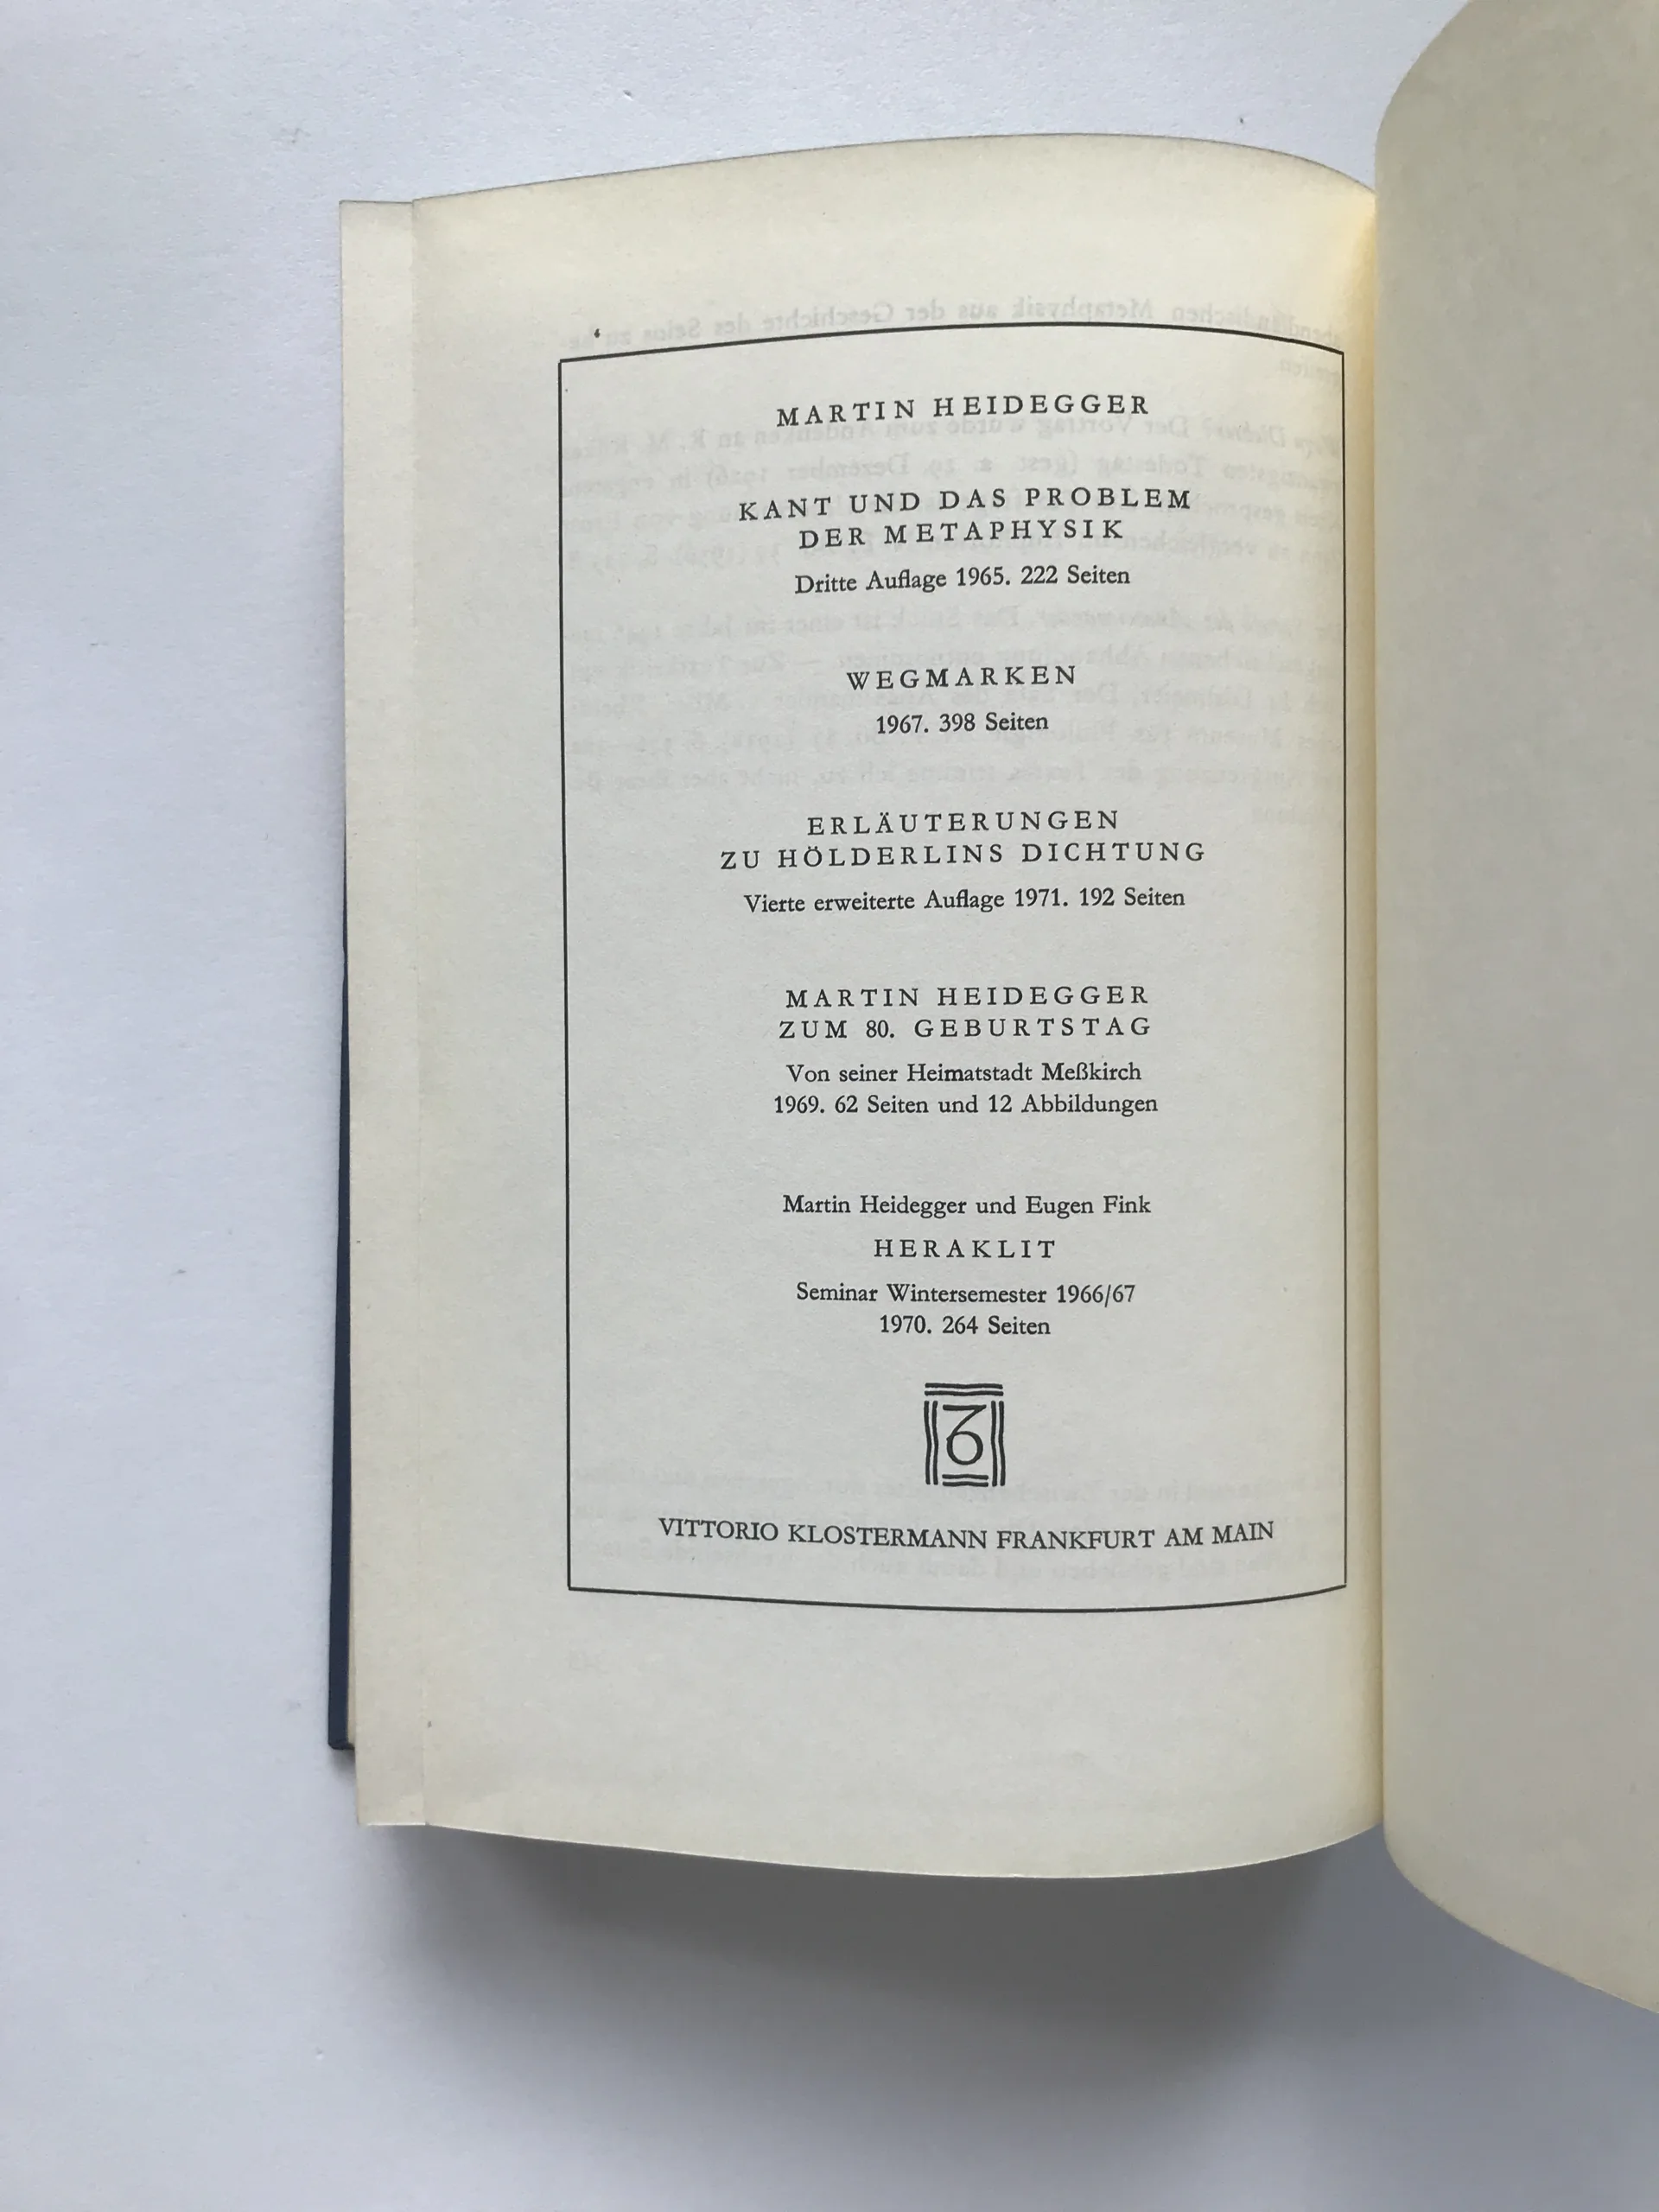 MARTIN HEIDEGGER
KANT UND DAS PROBLEM
DER METAPHYSIK
Dritte Auflage 1965. 222 Seiten
WEGMARKEN
1967. 398 Seiten
ERLÄUTERUNGEN
ZU HÖLDERLINS DICHTUNG
Vierte erweiterte Auflage 1971. 192 Seiten
MARTIN HEIDEGGER
ZUM 80. GEBURTSTAG
Von seiner Heimatstadt Meßkirch
1969. 62 Seiten und 12 Abbildungen
Martin Heidegger und Eugen Fink
HERAKLIT
Seminar Wintersemester 1966/67
1970. 264 Seiten
VITTORIO KLOSTERMANN FRANKFURT AM MAIN